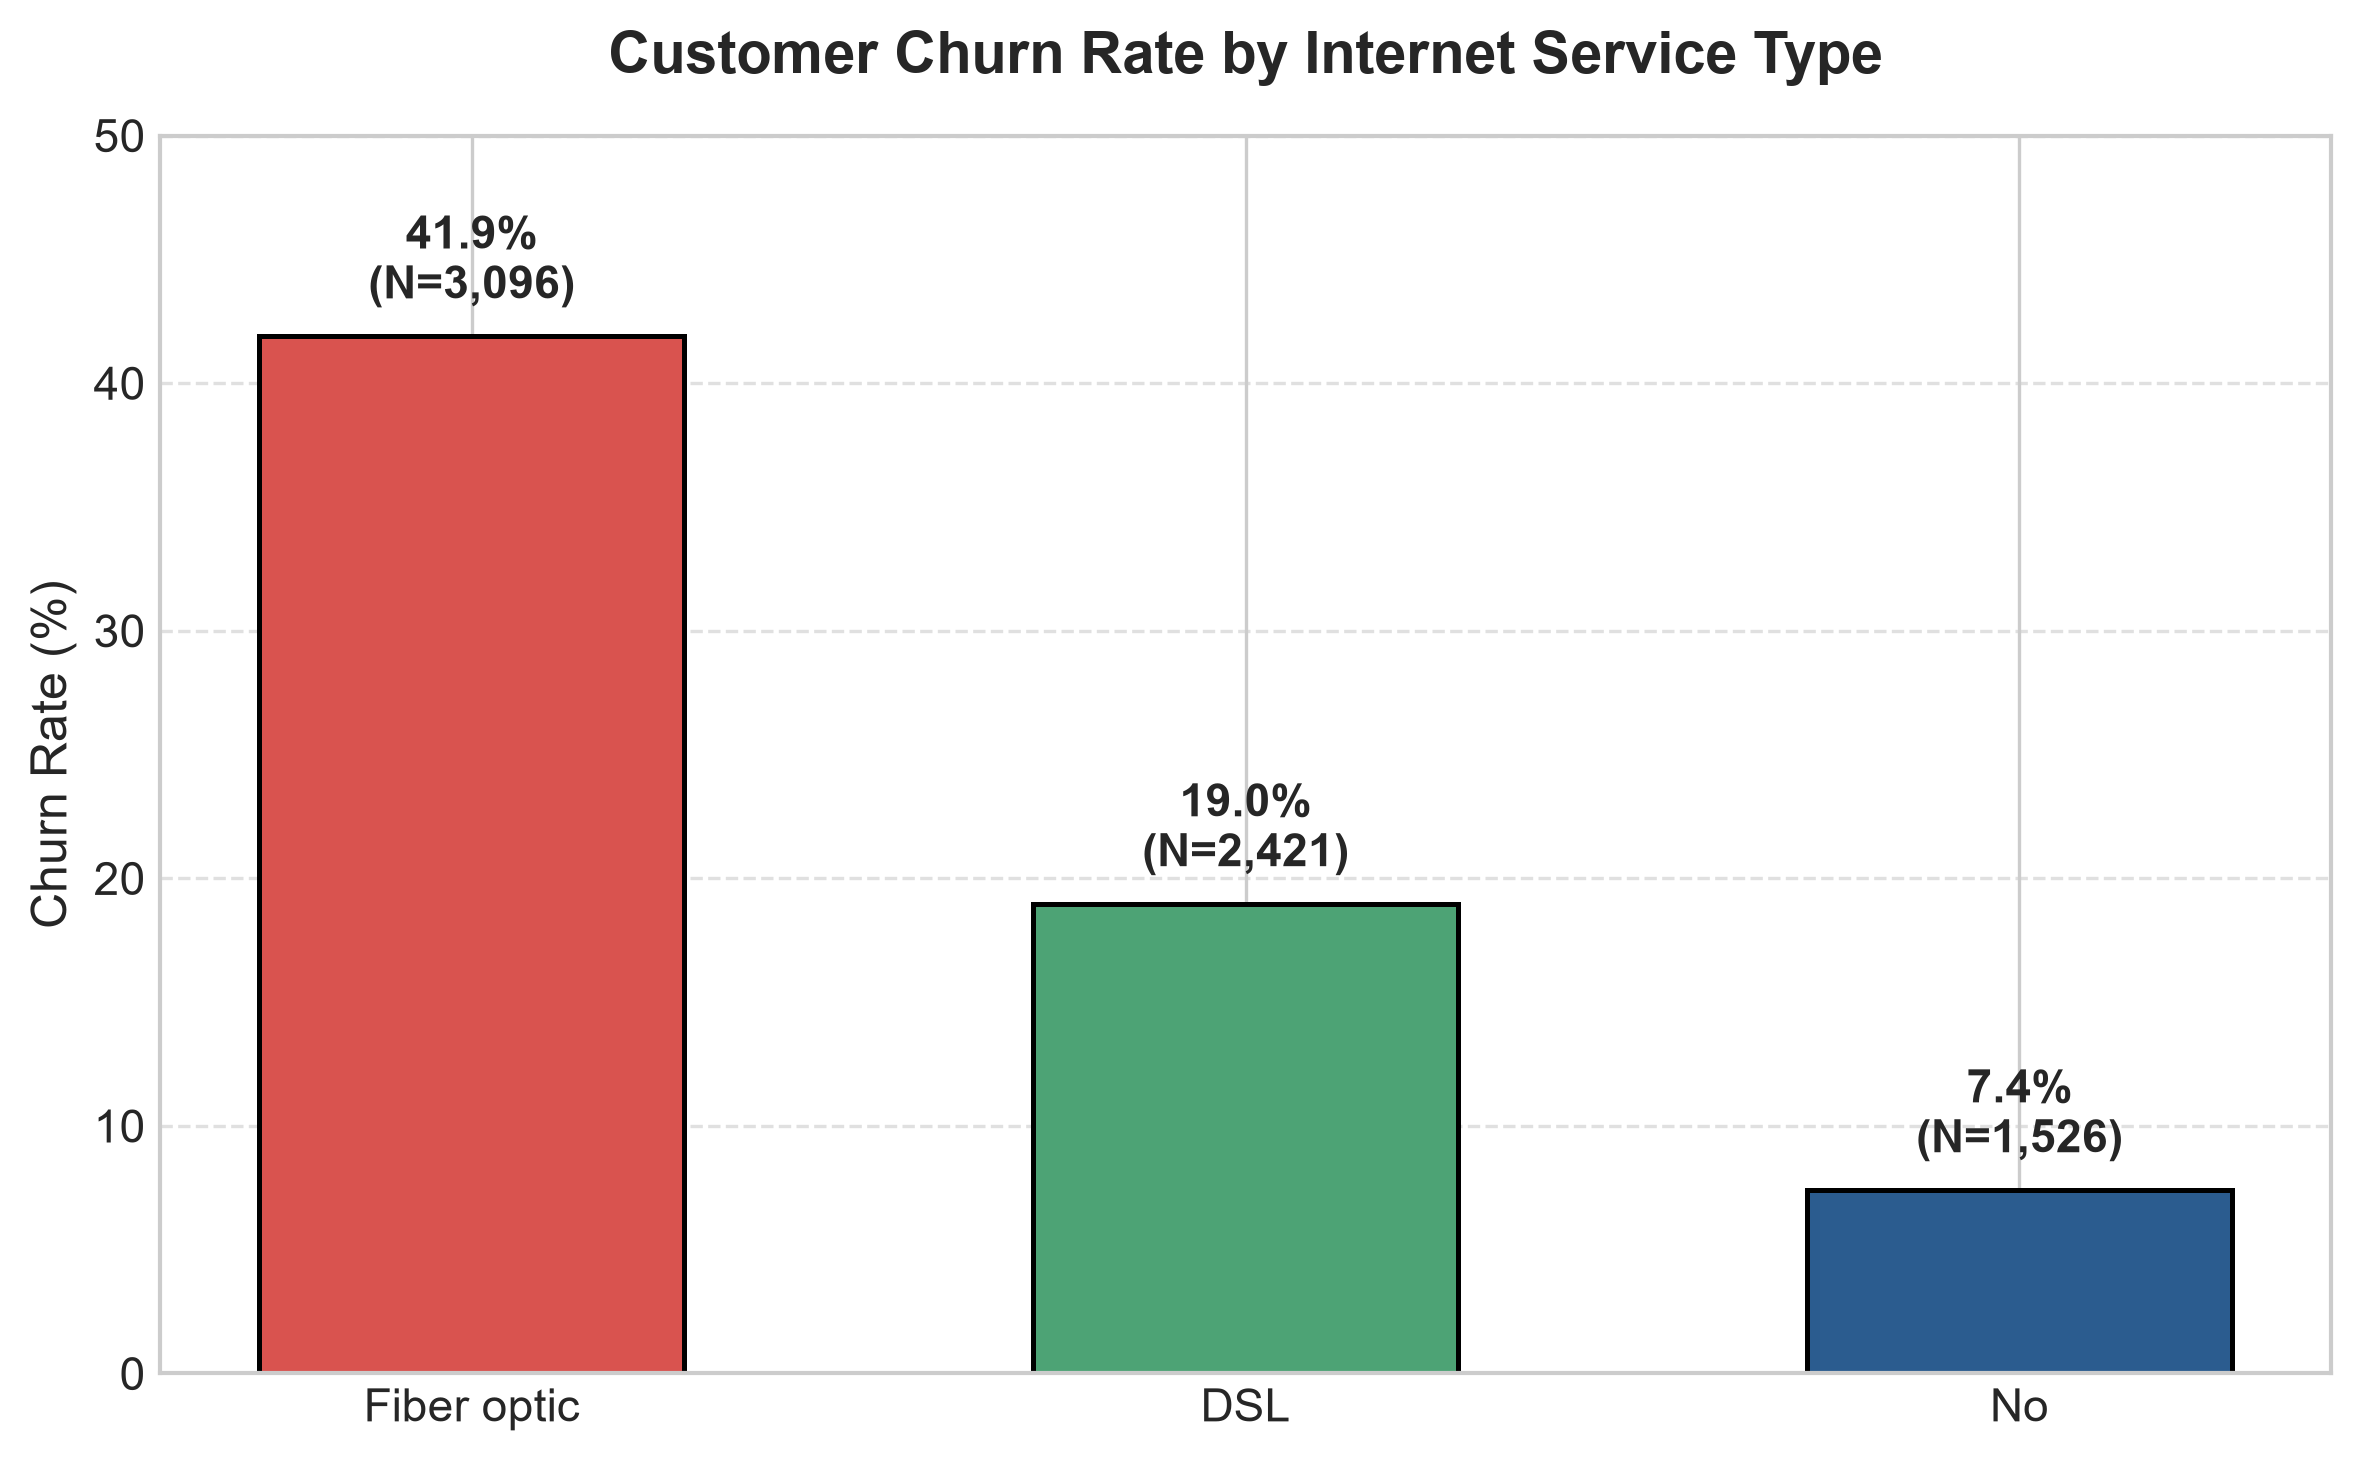 Customer Churn Rate by Internet Service Type
Churn Rate (%)
50
40
30
20
10
0
41.9%
(N=3,096)
19.0%
(N=2,421)
7.4%
(N=1,526)
Fiber optic
DSL
No